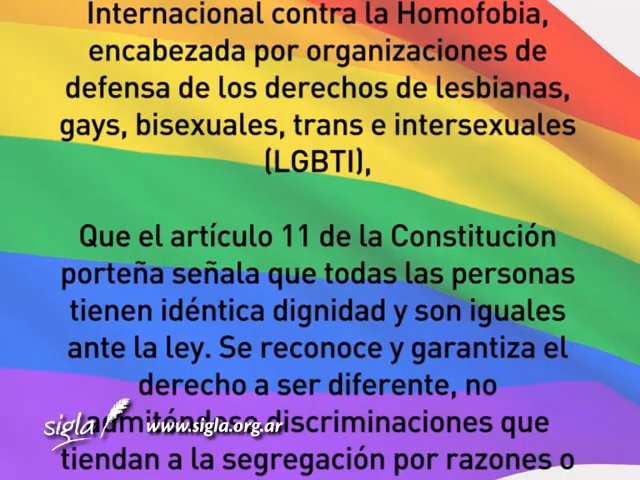 Internacional contra la Homofobia,
encabezada por organizaciones de
defensa de los derechos de lesbianas,
gays, bisexuales, trans e intersexuales
(LGBTI),
Que el artículo 11 de la Constitución
porteña señala que todas las personas
tienen idéntica dignidad y son iguales
ante la ley. Se reconoce y garantiza el
derecho a ser diferente, no
admitiéndose discriminaciones que
tiendan a la segregación por razones o
sigla www.sigla.org.ar